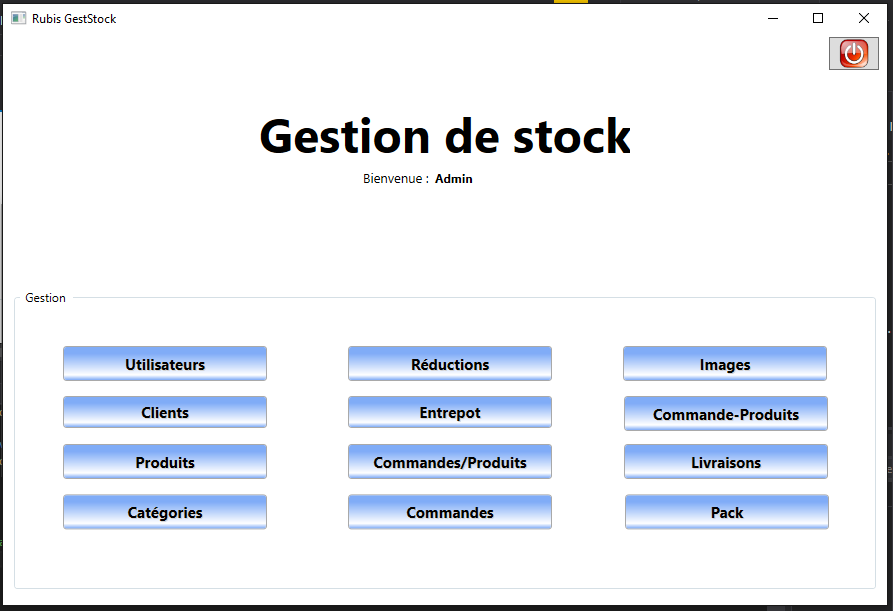 Rubis GestStock
Gestion de stock
Bienvenue : Admin
Gestion
Utilisateurs
Réductions
Images
Clients
Entrepot
Commande-Produits
Produits
Commandes/Produits
Livraisons
Catégories
Commandes
Pack